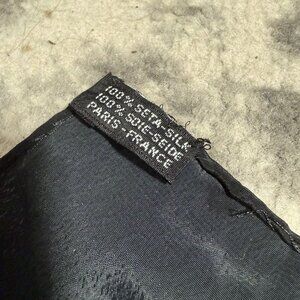 100% SETA-SILK
100% SOIE-SEIDE
PARIS-FRANCE